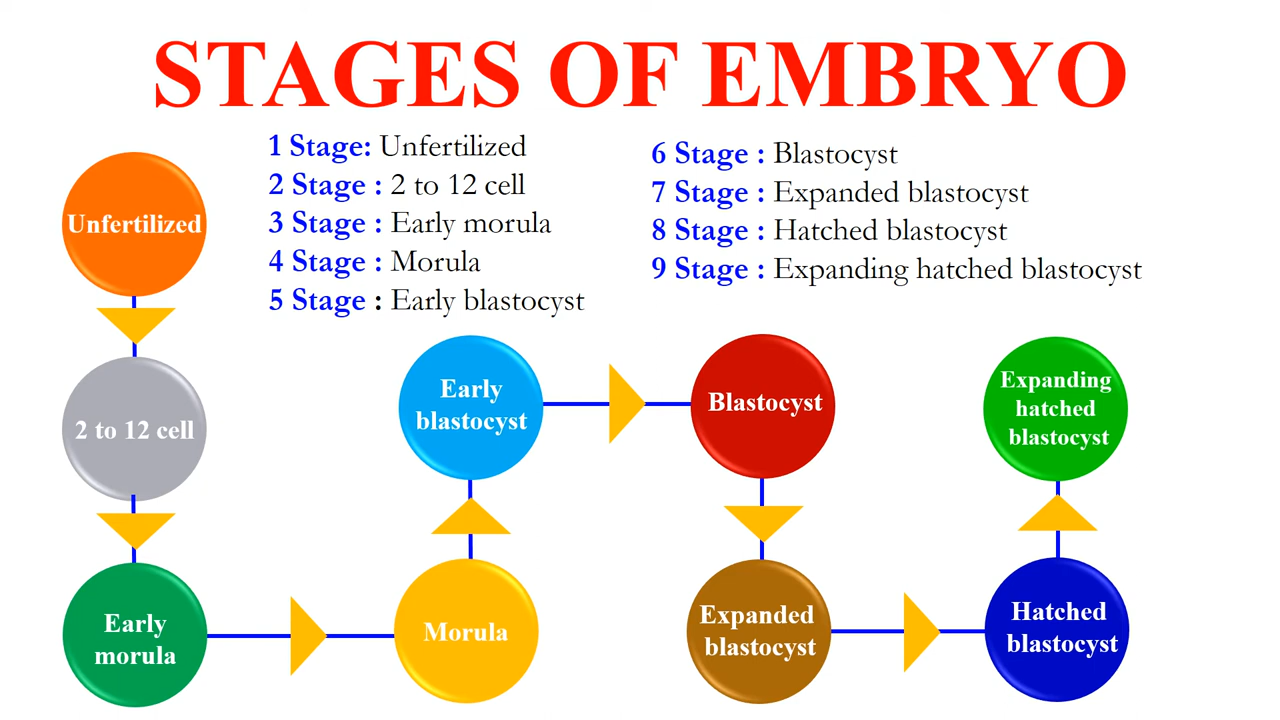 STAGES OF EMBRYO
1 Stage: Unfertilized
2 Stage : 2 to 12 cell
3 Stage : Early morula
4 Stage : Morula
5 Stage : Early blastocyst
6 Stage : Blastocyst
7 Stage : Expanded blastocyst
8 Stage : Hatched blastocyst
9 Stage : Expanding hatched blastocyst
Unfertilized
2 to 12 cell
Early
morula
Morula
Early
blastocyst
Blastocyst
Expanded
blastocyst
Hatched
blastocyst
Expanding
hatched
blastocyst